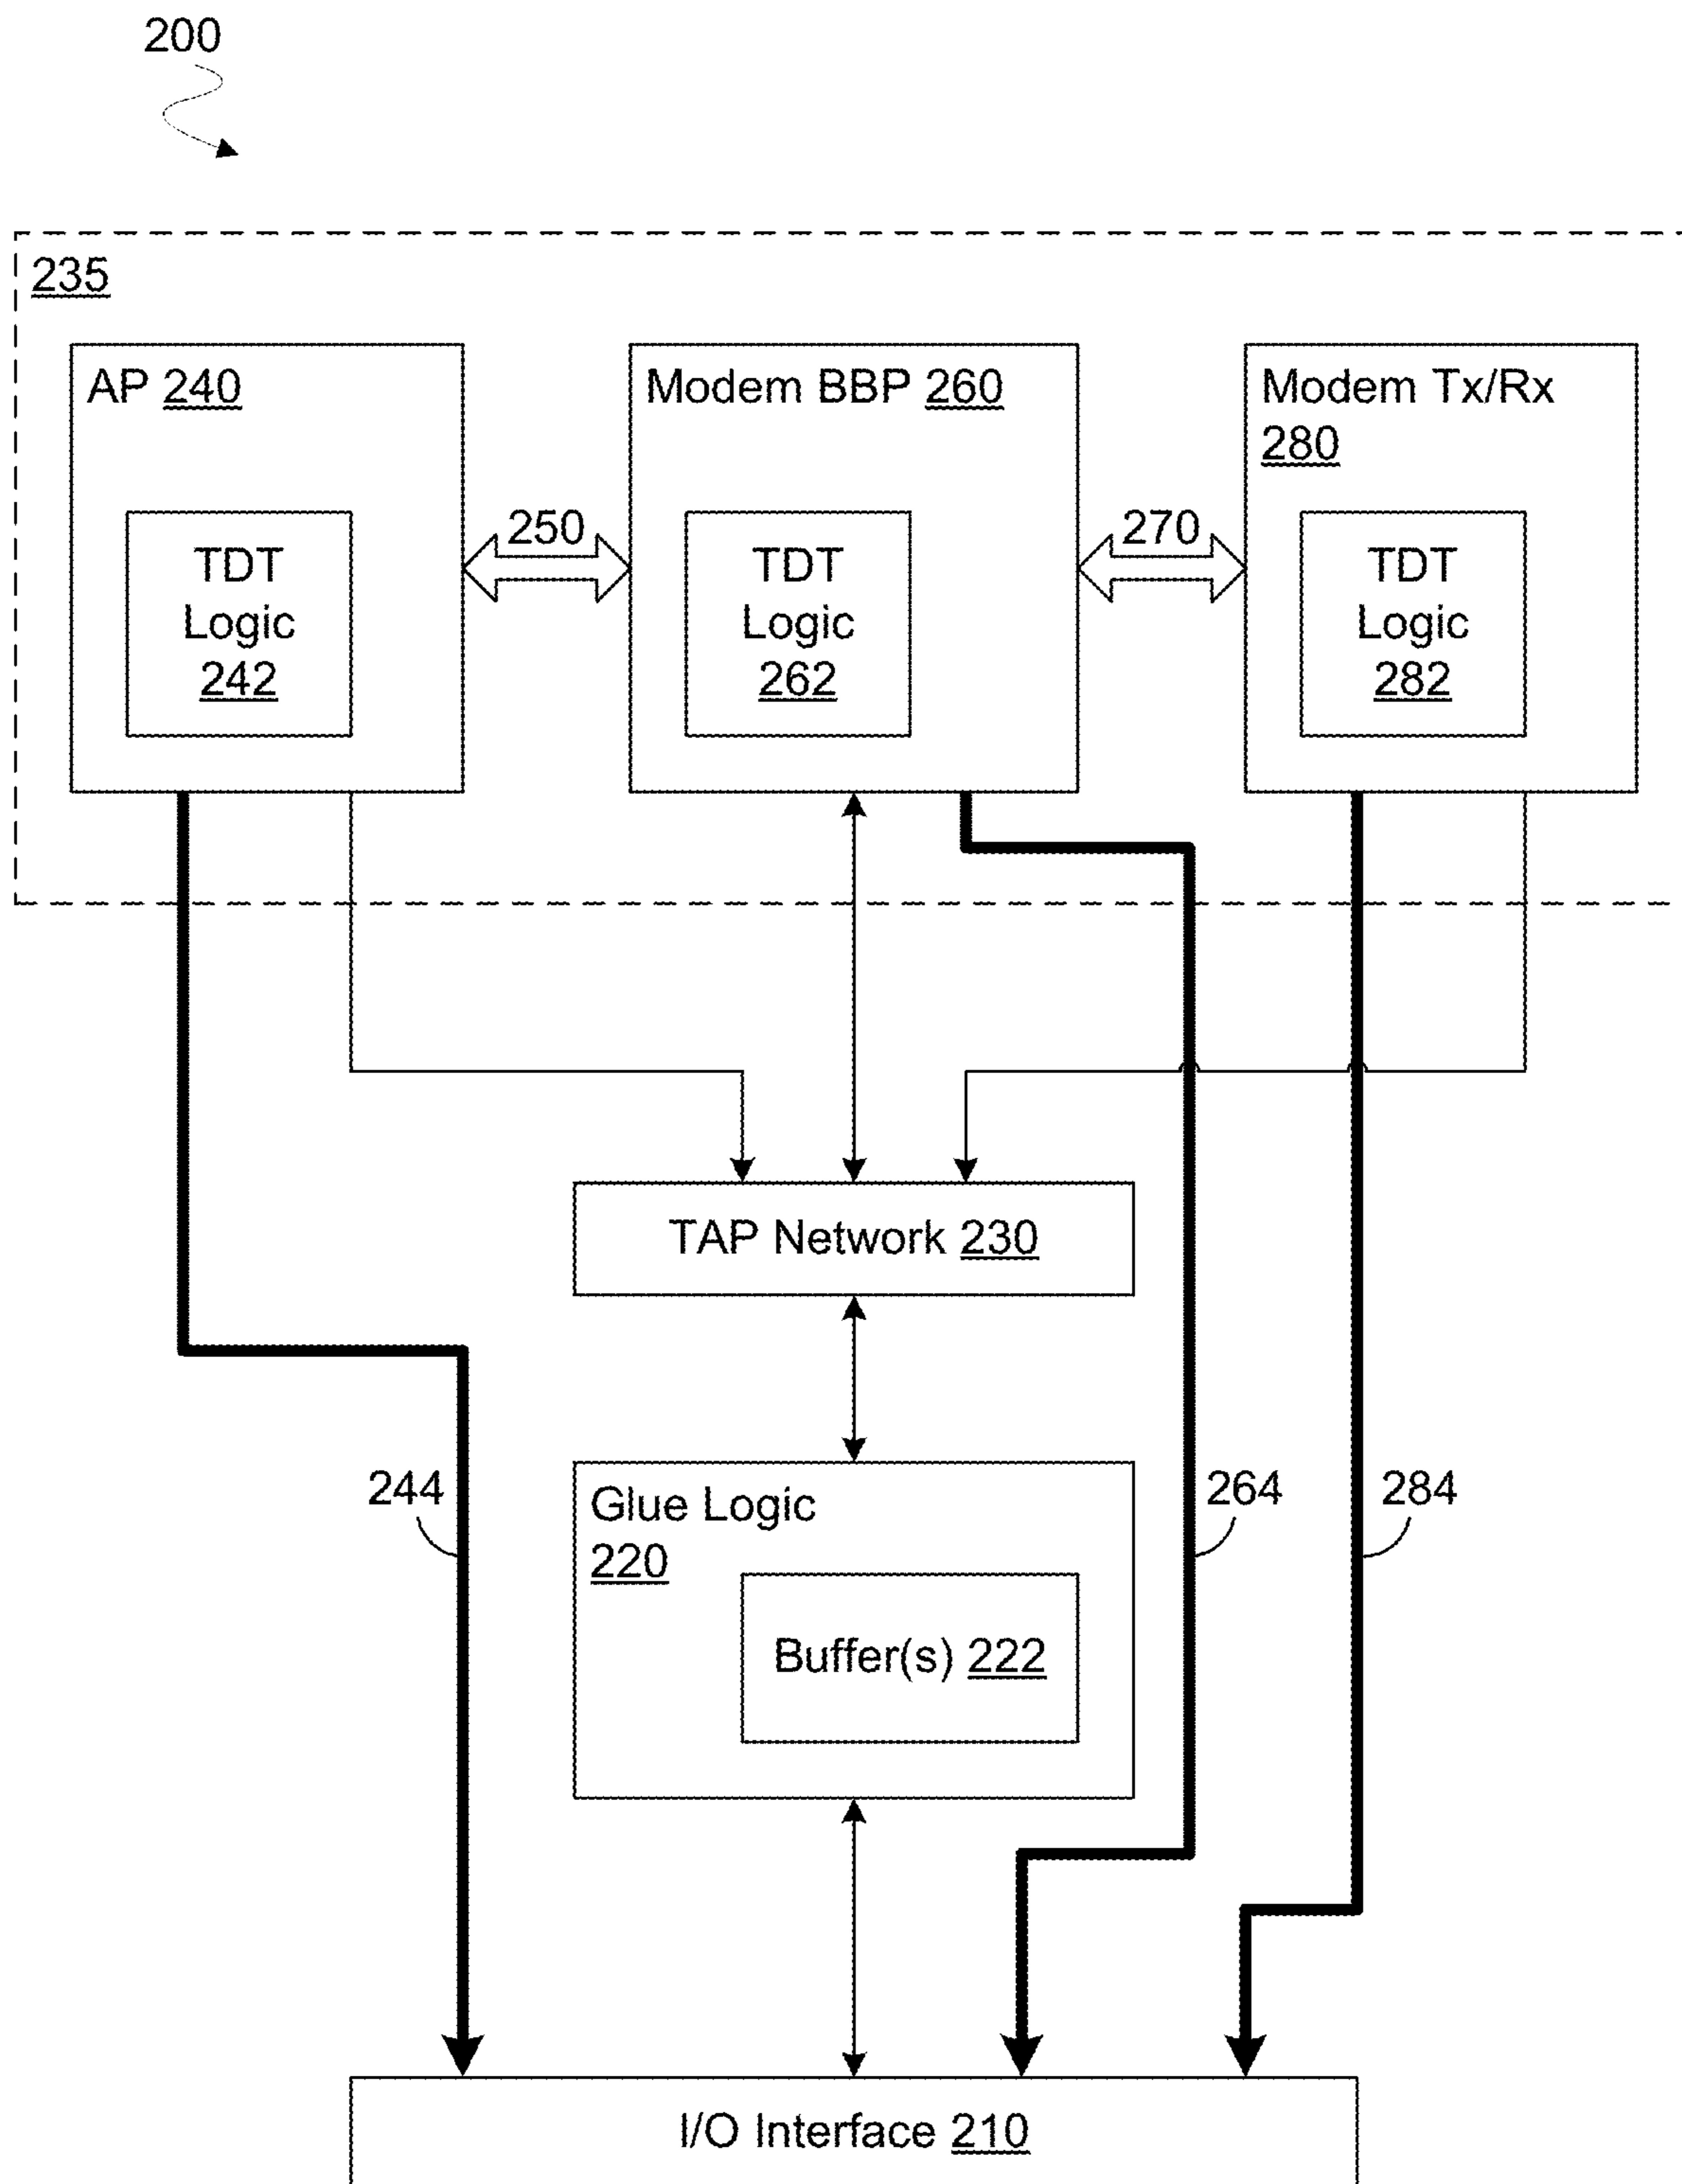 200
235
AP 240
Modem BBP 260
Modem Tx/Rx
280
250
270
TDT
Logic
242
TDT
Logic
262
TDT
Logic
282
TAP Network 230
244
Glue Logic
220
264
284
Buffer(s) 222
I/O Interface 210